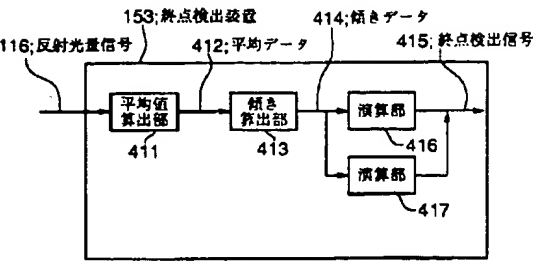 153;終点検出装置
414;傾きデータ
116;反射光量信号
412;平均データ
415;終点検出信号
平均値
算出部
411
傾き
算出部
413
演算部
416
演算部
417